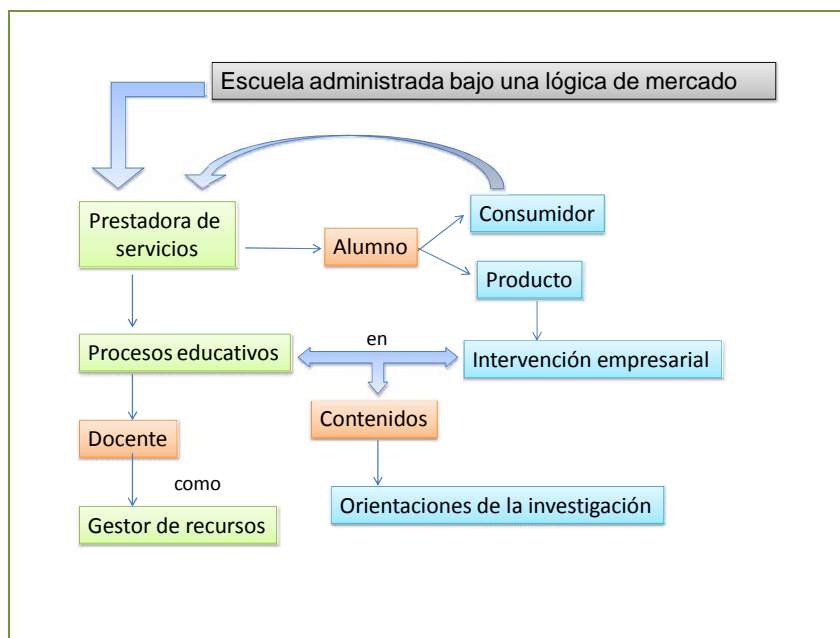 Escuela administrada bajo una lógica de mercado
Prestadora de
servicios
Alumno
Consumidor
Producto
Procesos educativos
en
Intervención empresarial
Contenidos
Docente
como
Orientaciones de la investigación
Gestor de recursos